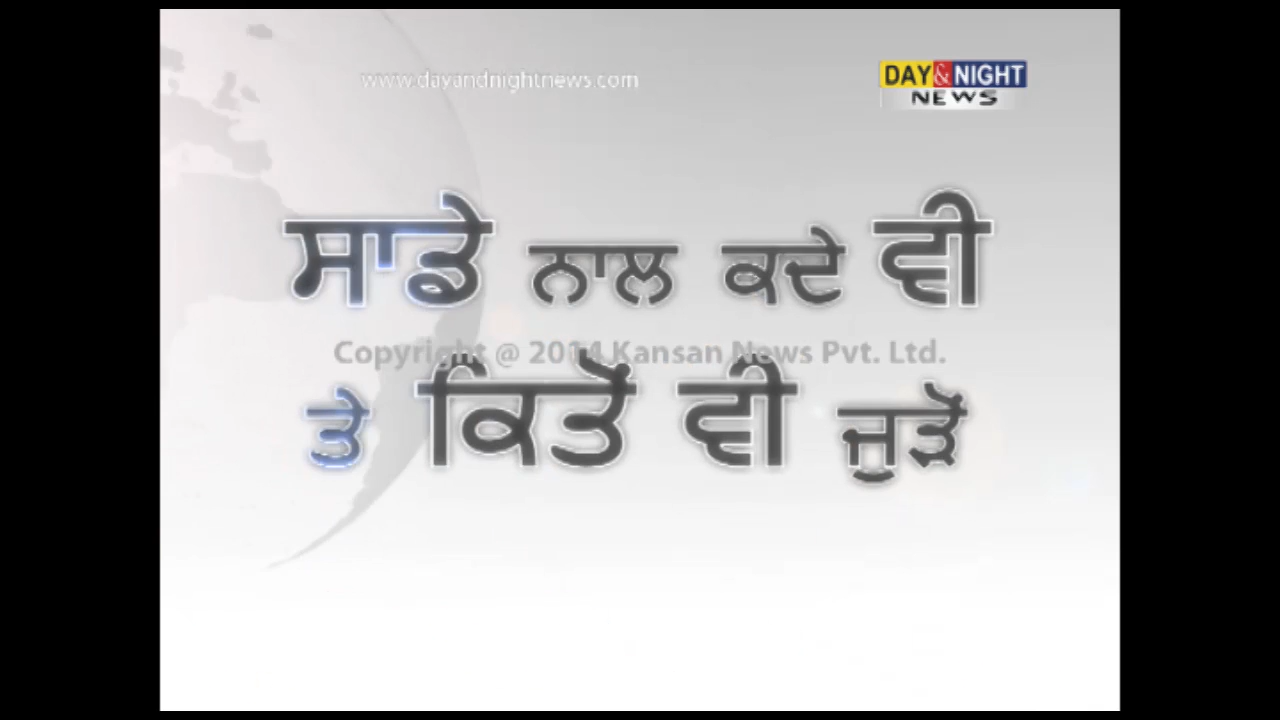 www.dayandnightnews.com
DAY & NIGHT
NEWS
ਸਾਡੇ ਨਾਲ ਕਦੇ ਵੀ
Copyright @ 2014 Kansan News Pvt. Ltd.
ਤੇ ਕਿਤੋਂ ਵੀ ਜੁੜੋਂ